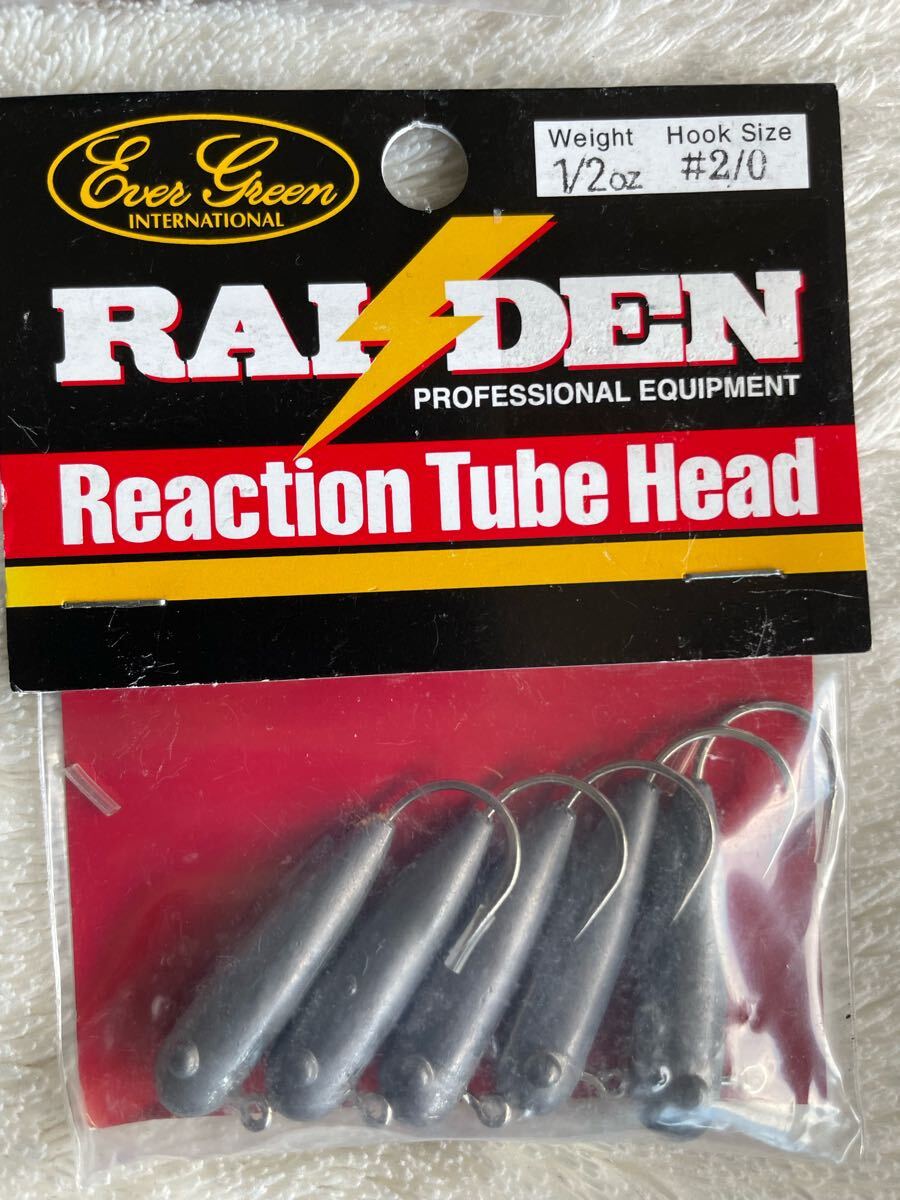 Ever Green
INTERNATIONAL
Weight Hook Size
1/2oz #2/0
RAIDEN
PROFESSIONAL EQUIPMENT
Reaction Tube Head